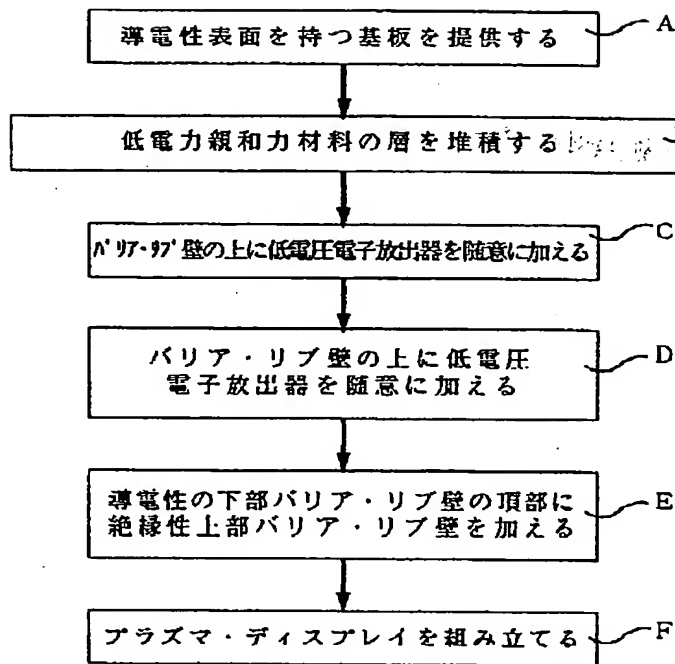 導電性表面を持つ基板を提供する
A
低電力親和力材料の層を堆積する
バリア・リブ壁の上に低電圧電子放出器を随意に加える
C
バリア・リブ壁の上に低電圧
電子放出器を随意に加える
D
導電性の下部バリア・リブ壁の頂部に
絶縁性上部バリア・リブ壁を加える
E
プラズマ・ディスプレイを組み立てる
F